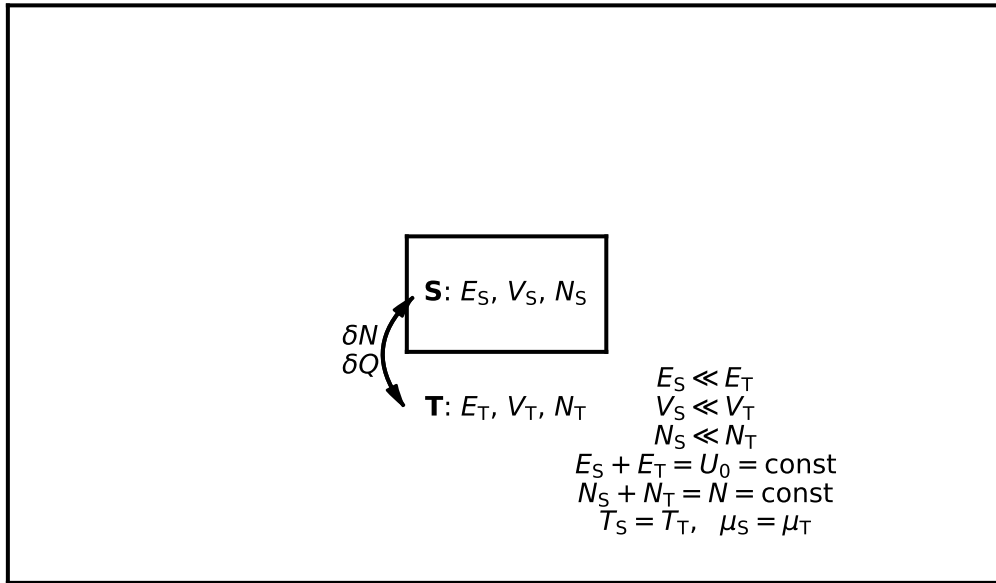 S: E_S, V_S, N_S
δN
δQ
T: E_T, V_T, N_T
E_S ≪ E_T
V_S ≪ V_T
N_S ≪ N_T
E_S + E_T = U_0 = const
N_S + N_T = N = const
T_S = T_T, μ_S = μ_T